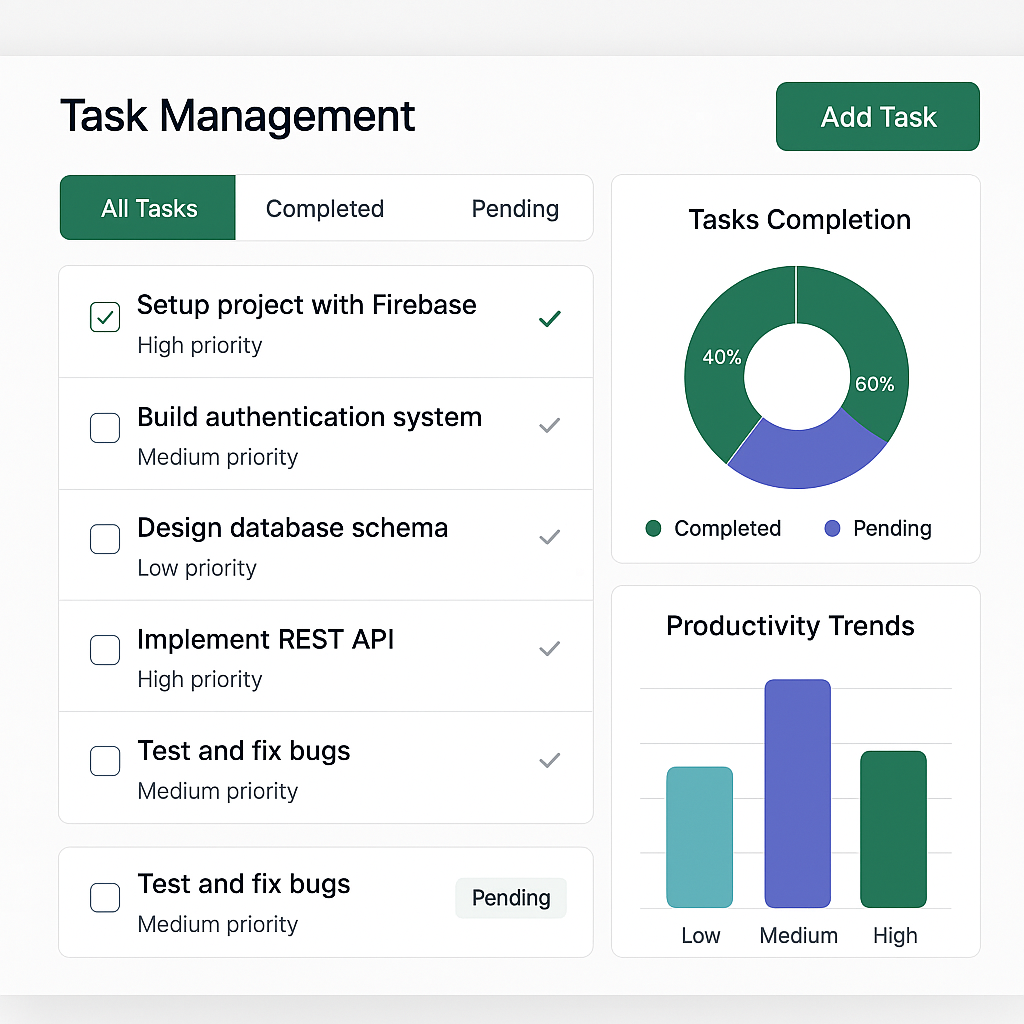 Task Management
Add Task
All Tasks
Completed
Pending
Setup project with Firebase
High priority
Build authentication system
Medium priority
Design database schema
Low priority
Implement REST API
High priority
Test and fix bugs
Medium priority
Test and fix bugs
Medium priority
Pending
Tasks Completion
40%
60%
Completed
Pending
Productivity Trends
Low
Medium
High